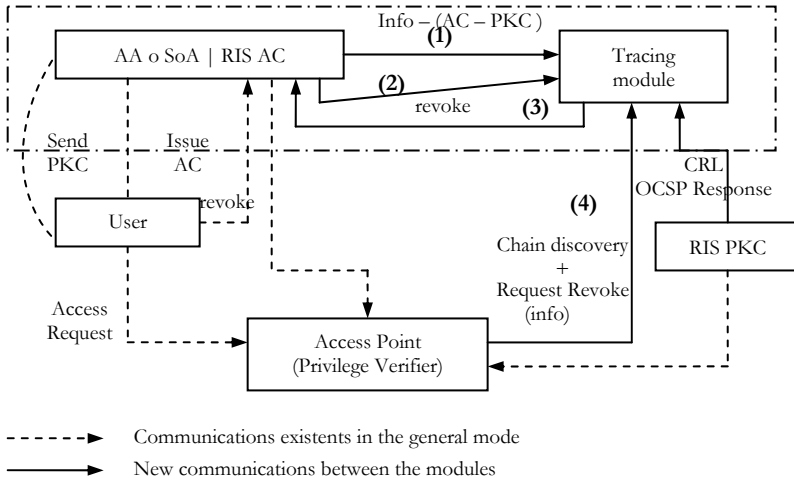 Info – (AC – PKC )
(1)
AA o SoA | RIS AC
Tracing
module
(2)
revoke
(3)
Send
PKC
Issue
AC
CRL
OCSP Response
revoke
(4)
User
RIS PKC
Chain discovery
+
Request Revoke
(info)
Access
Request
Access Point
(Privilege Verifier)
Communications existents in the general mode
New communications between the modules